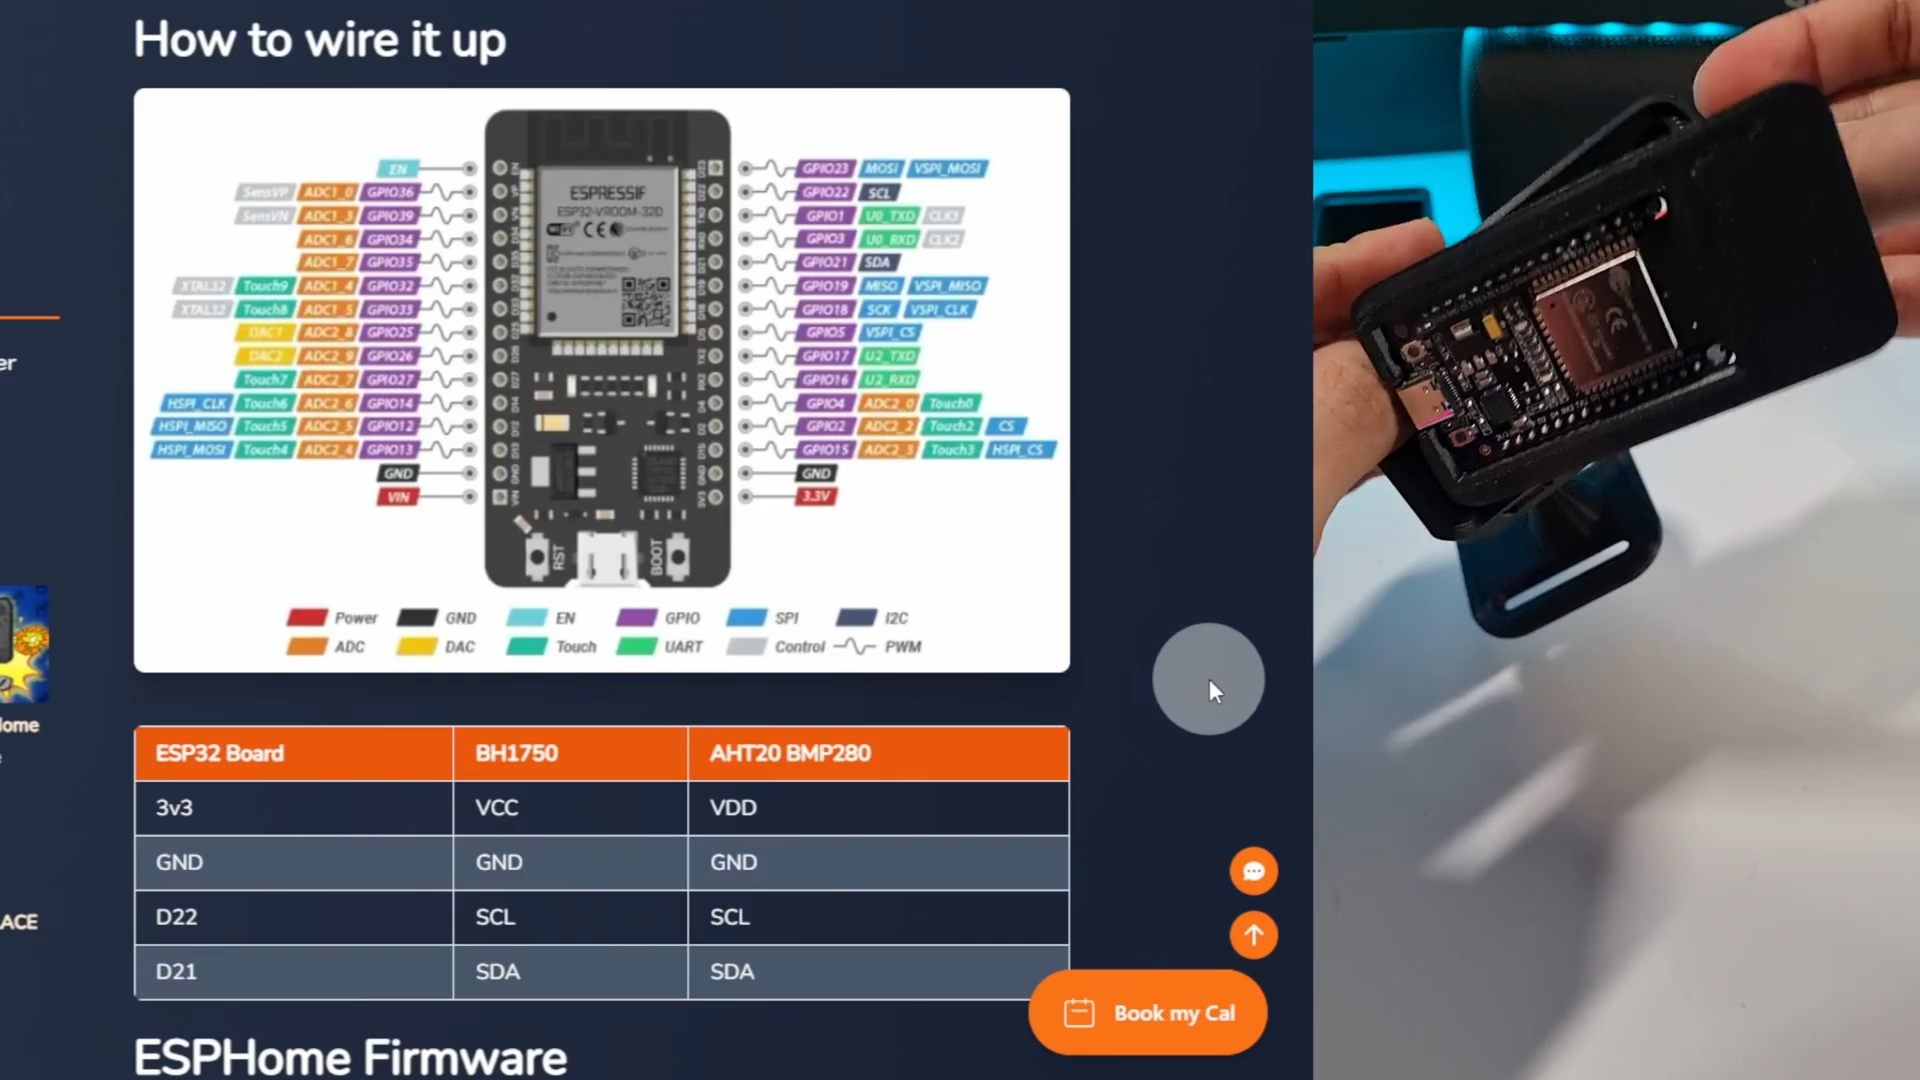 How to wire it up
EN
SensVP ADC1_0 GPIO36
SensVN ADC1_3 GPIO39
ADC1_6 GPIO34
ADC1_7 GPIO35
XTAL32 Touch9 ADC1_4 GPIO32
XTAL32 Touch8 ADC1_5 GPIO33
DAC1 ADC2_8 GPIO25
DAC2 ADC2_9 GPIO26
Touch7 ADC2_7 GPIO27
HSPI_CLK Touch6 ADC2_6 GPIO14
HSPI_MISO Touch5 ADC2_5 GPIO12
HSPI_MOSI Touch4 ADC2_4 GPIO13
GND
VIN
ESPRESSIF
ESP32-WROOM-32D
RST
BOOT
GPIO23 MOSI VSPI_MOSI
GPIO22 SCL
GPIO1 U0_TXD CLK3
GPIO3 U0_RXD CLK2
GPIO21 SDA
GPIO19 MISO VSPI_MISO
GPIO18 SCK VSPI_CLK
GPIO5 VSPI_CS
GPIO17 U2_TXD
GPIO16 U2_RXD
GPIO4 ADC2_0 Touch0
GPIO2 ADC2_2 Touch2 CS
GPIO15 ADC2_3 Touch3 HSPI_CS
GND
3.3V
Power GND EN GPIO SPI I2C
ADC DAC Touch UART Control PWM
ESP32 Board BH1750 AHT20 BMP280
3v3 VCC VDD
GND GND GND
D22 SCL SCL
D21 SDA SDA
Book my Cal
ESPHome Firmware
er
ome
ACE